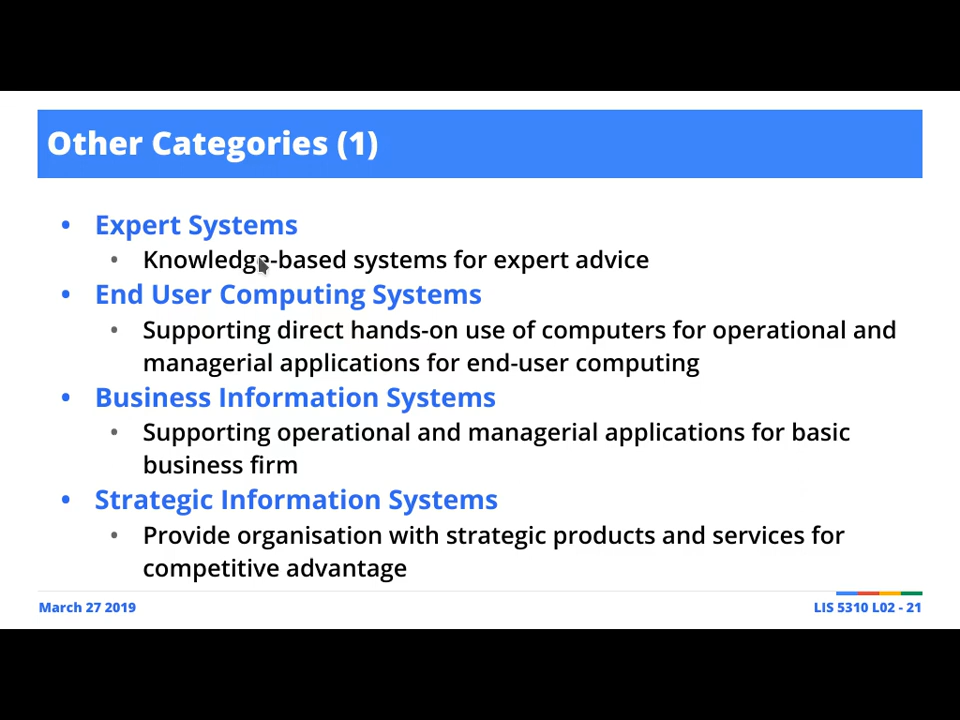 Other Categories (1)
• Expert Systems
• Knowledge-based systems for expert advice
• End User Computing Systems
• Supporting direct hands-on use of computers for operational and
managerial applications for end-user computing
• Business Information Systems
• Supporting operational and managerial applications for basic
business firm
• Strategic Information Systems
• Provide organisation with strategic products and services for
competitive advantage
March 27 2019
LIS 5310 L02 - 21